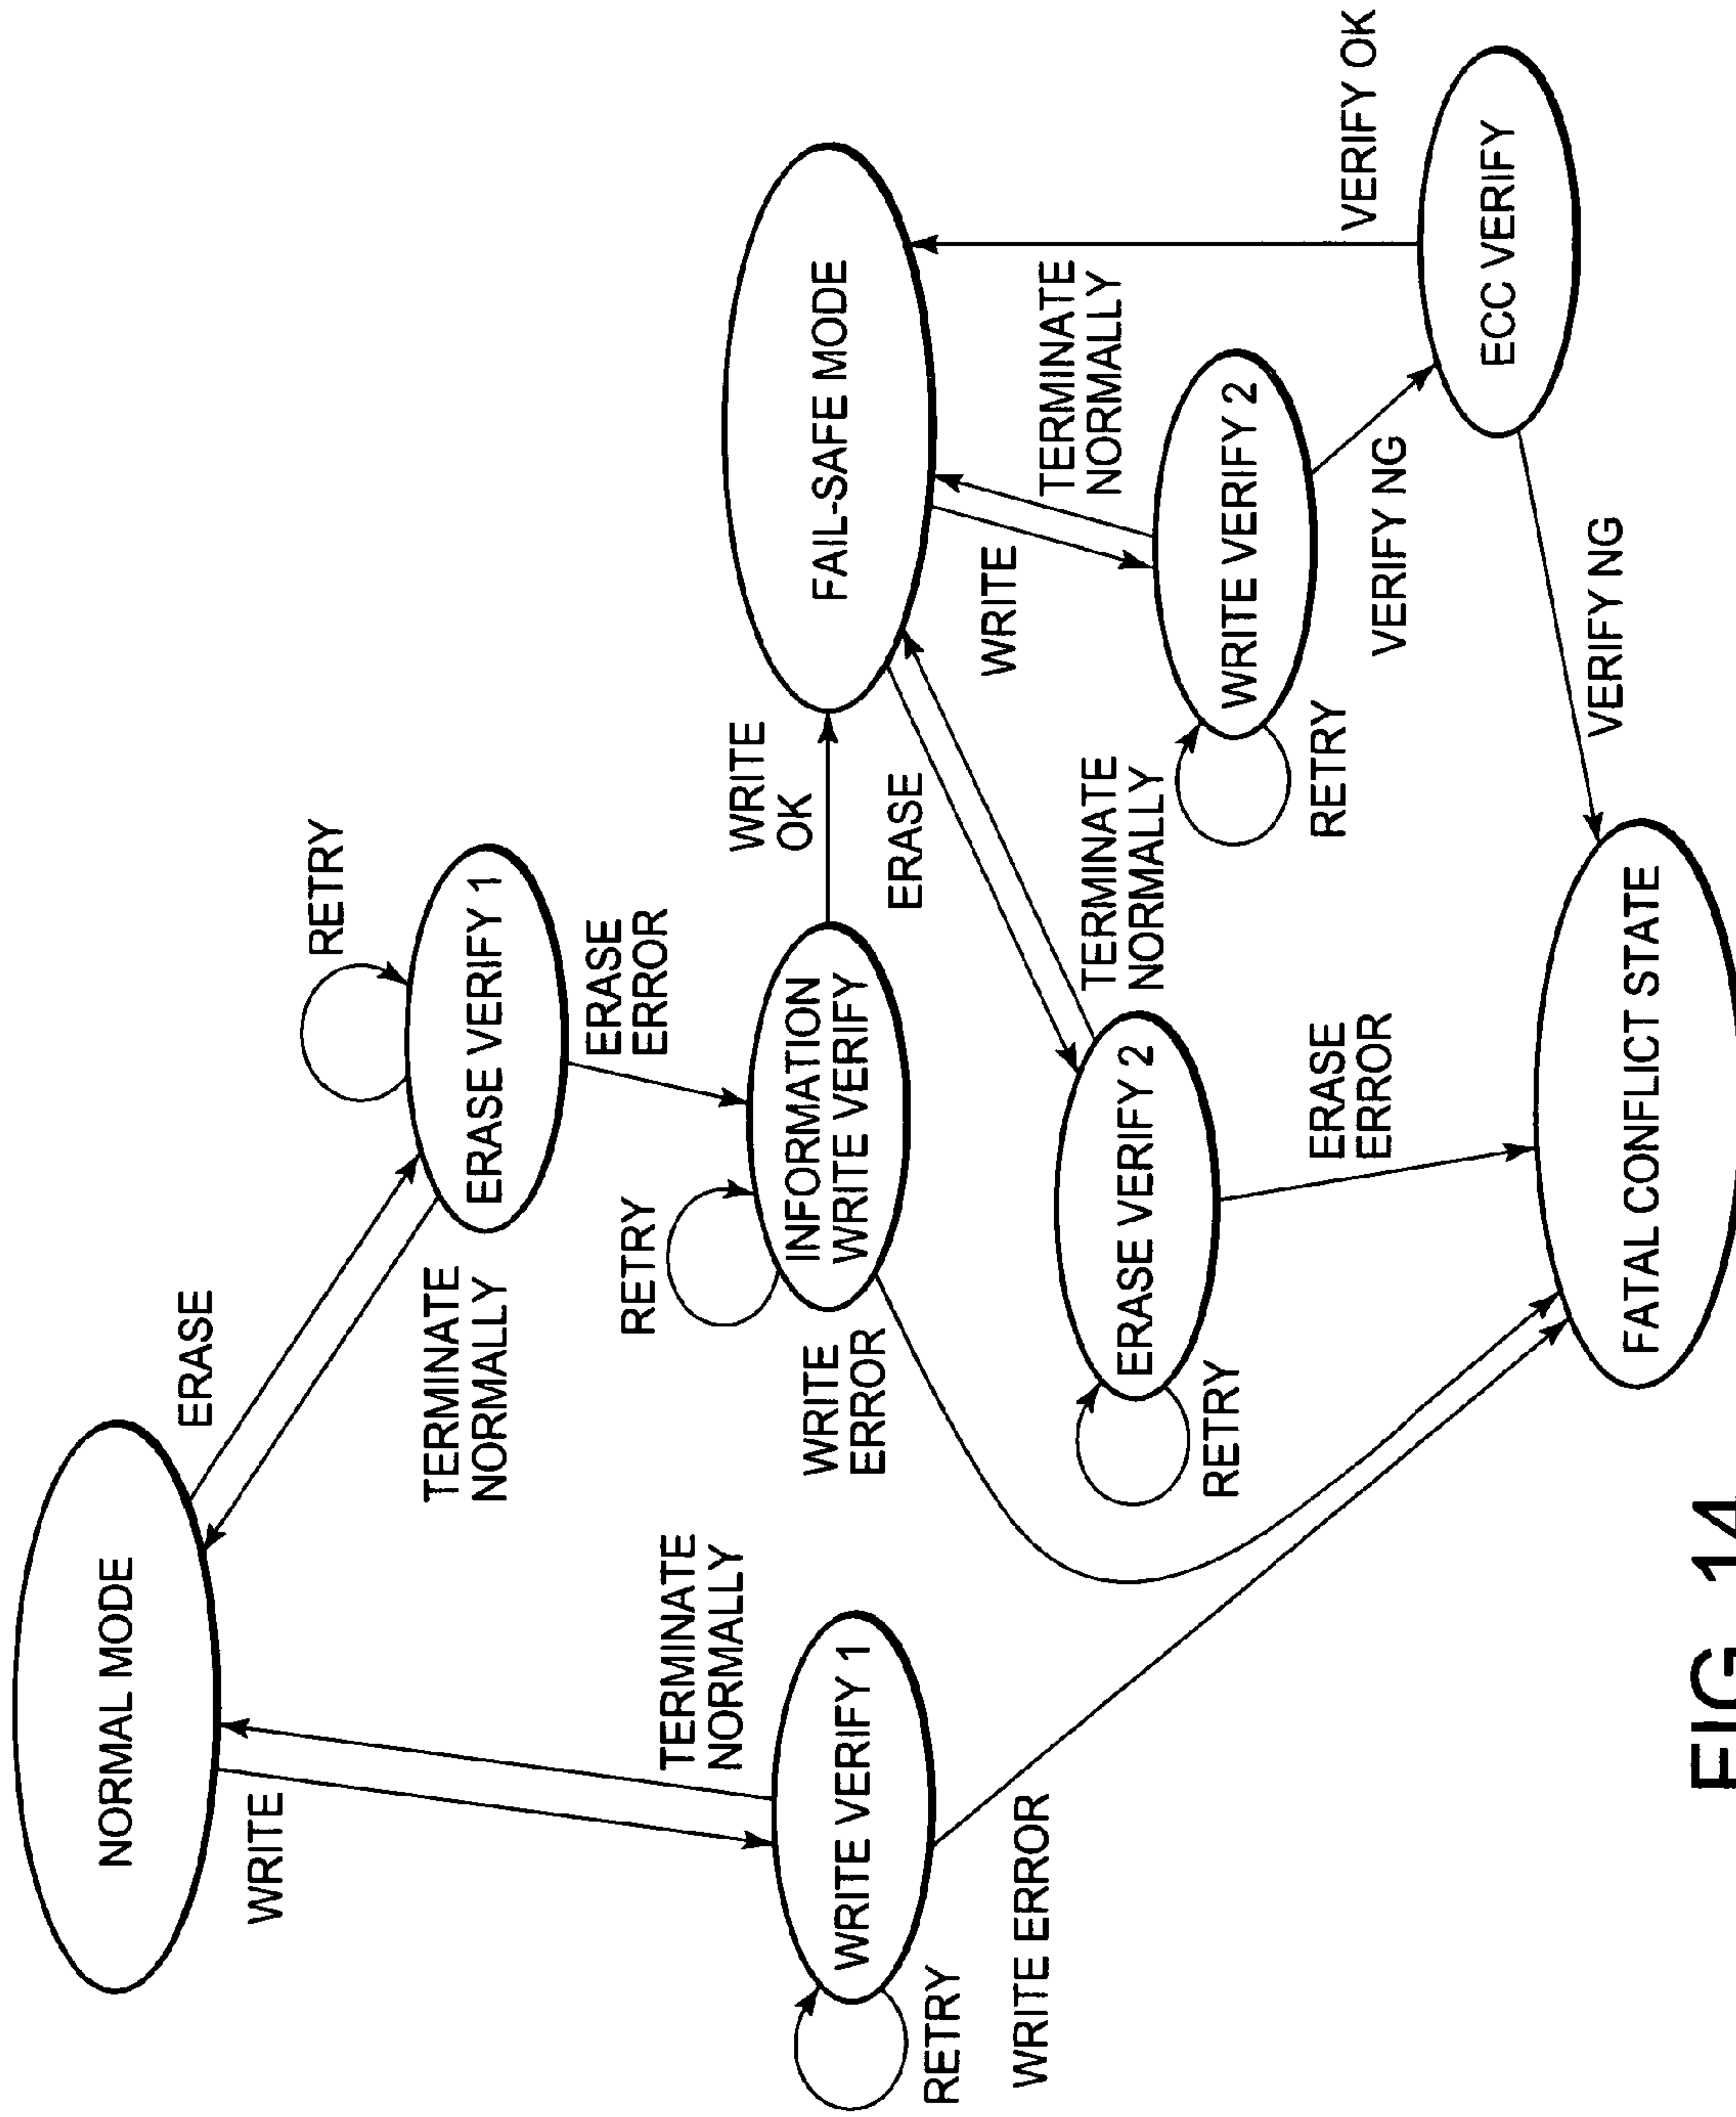 NORMAL MODE
ERASE
WRITE
TERMINATE
NORMALLY
RETRY
ERASE VERIFY 1
TERMINATE
NORMALLY
ERASE
ERROR
RETRY
WRITE VERIFY 1
RETRY
WRITE ERROR
INFORMATION
WRITE VERIFY
WRITE
ERROR
WRITE
OK
FAIL-SAFE MODE
ERASE
TERMINATE
NORMALLY
WRITE
TERMINATE
NORMALLY
ERASE VERIFY 2
RETRY
ERASE
ERROR
WRITE VERIFY 2
RETRY
VERIFY NG
VERIFY OK
ECC VERIFY
VERIFY NG
FATAL CONFLICT STATE
FIG. 14